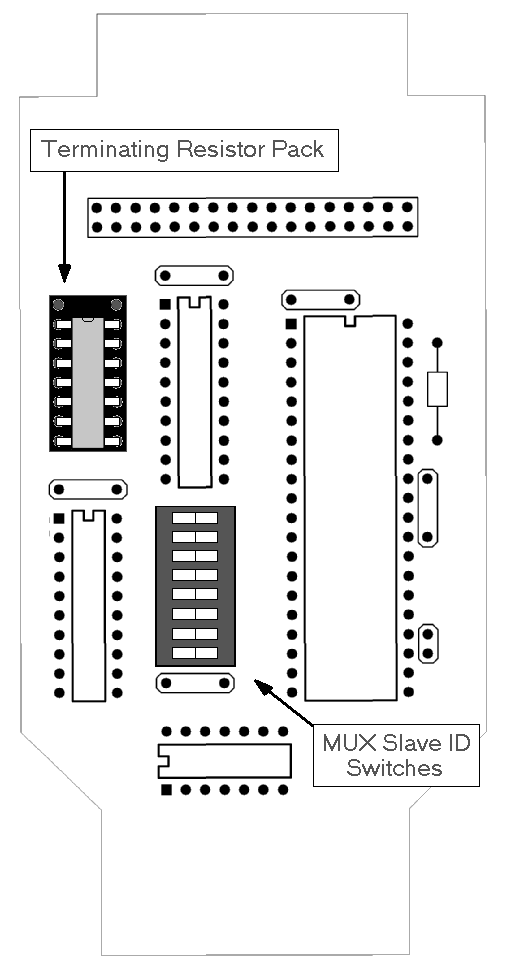 Terminating Resistor Pack
MUX Slave ID
Switches